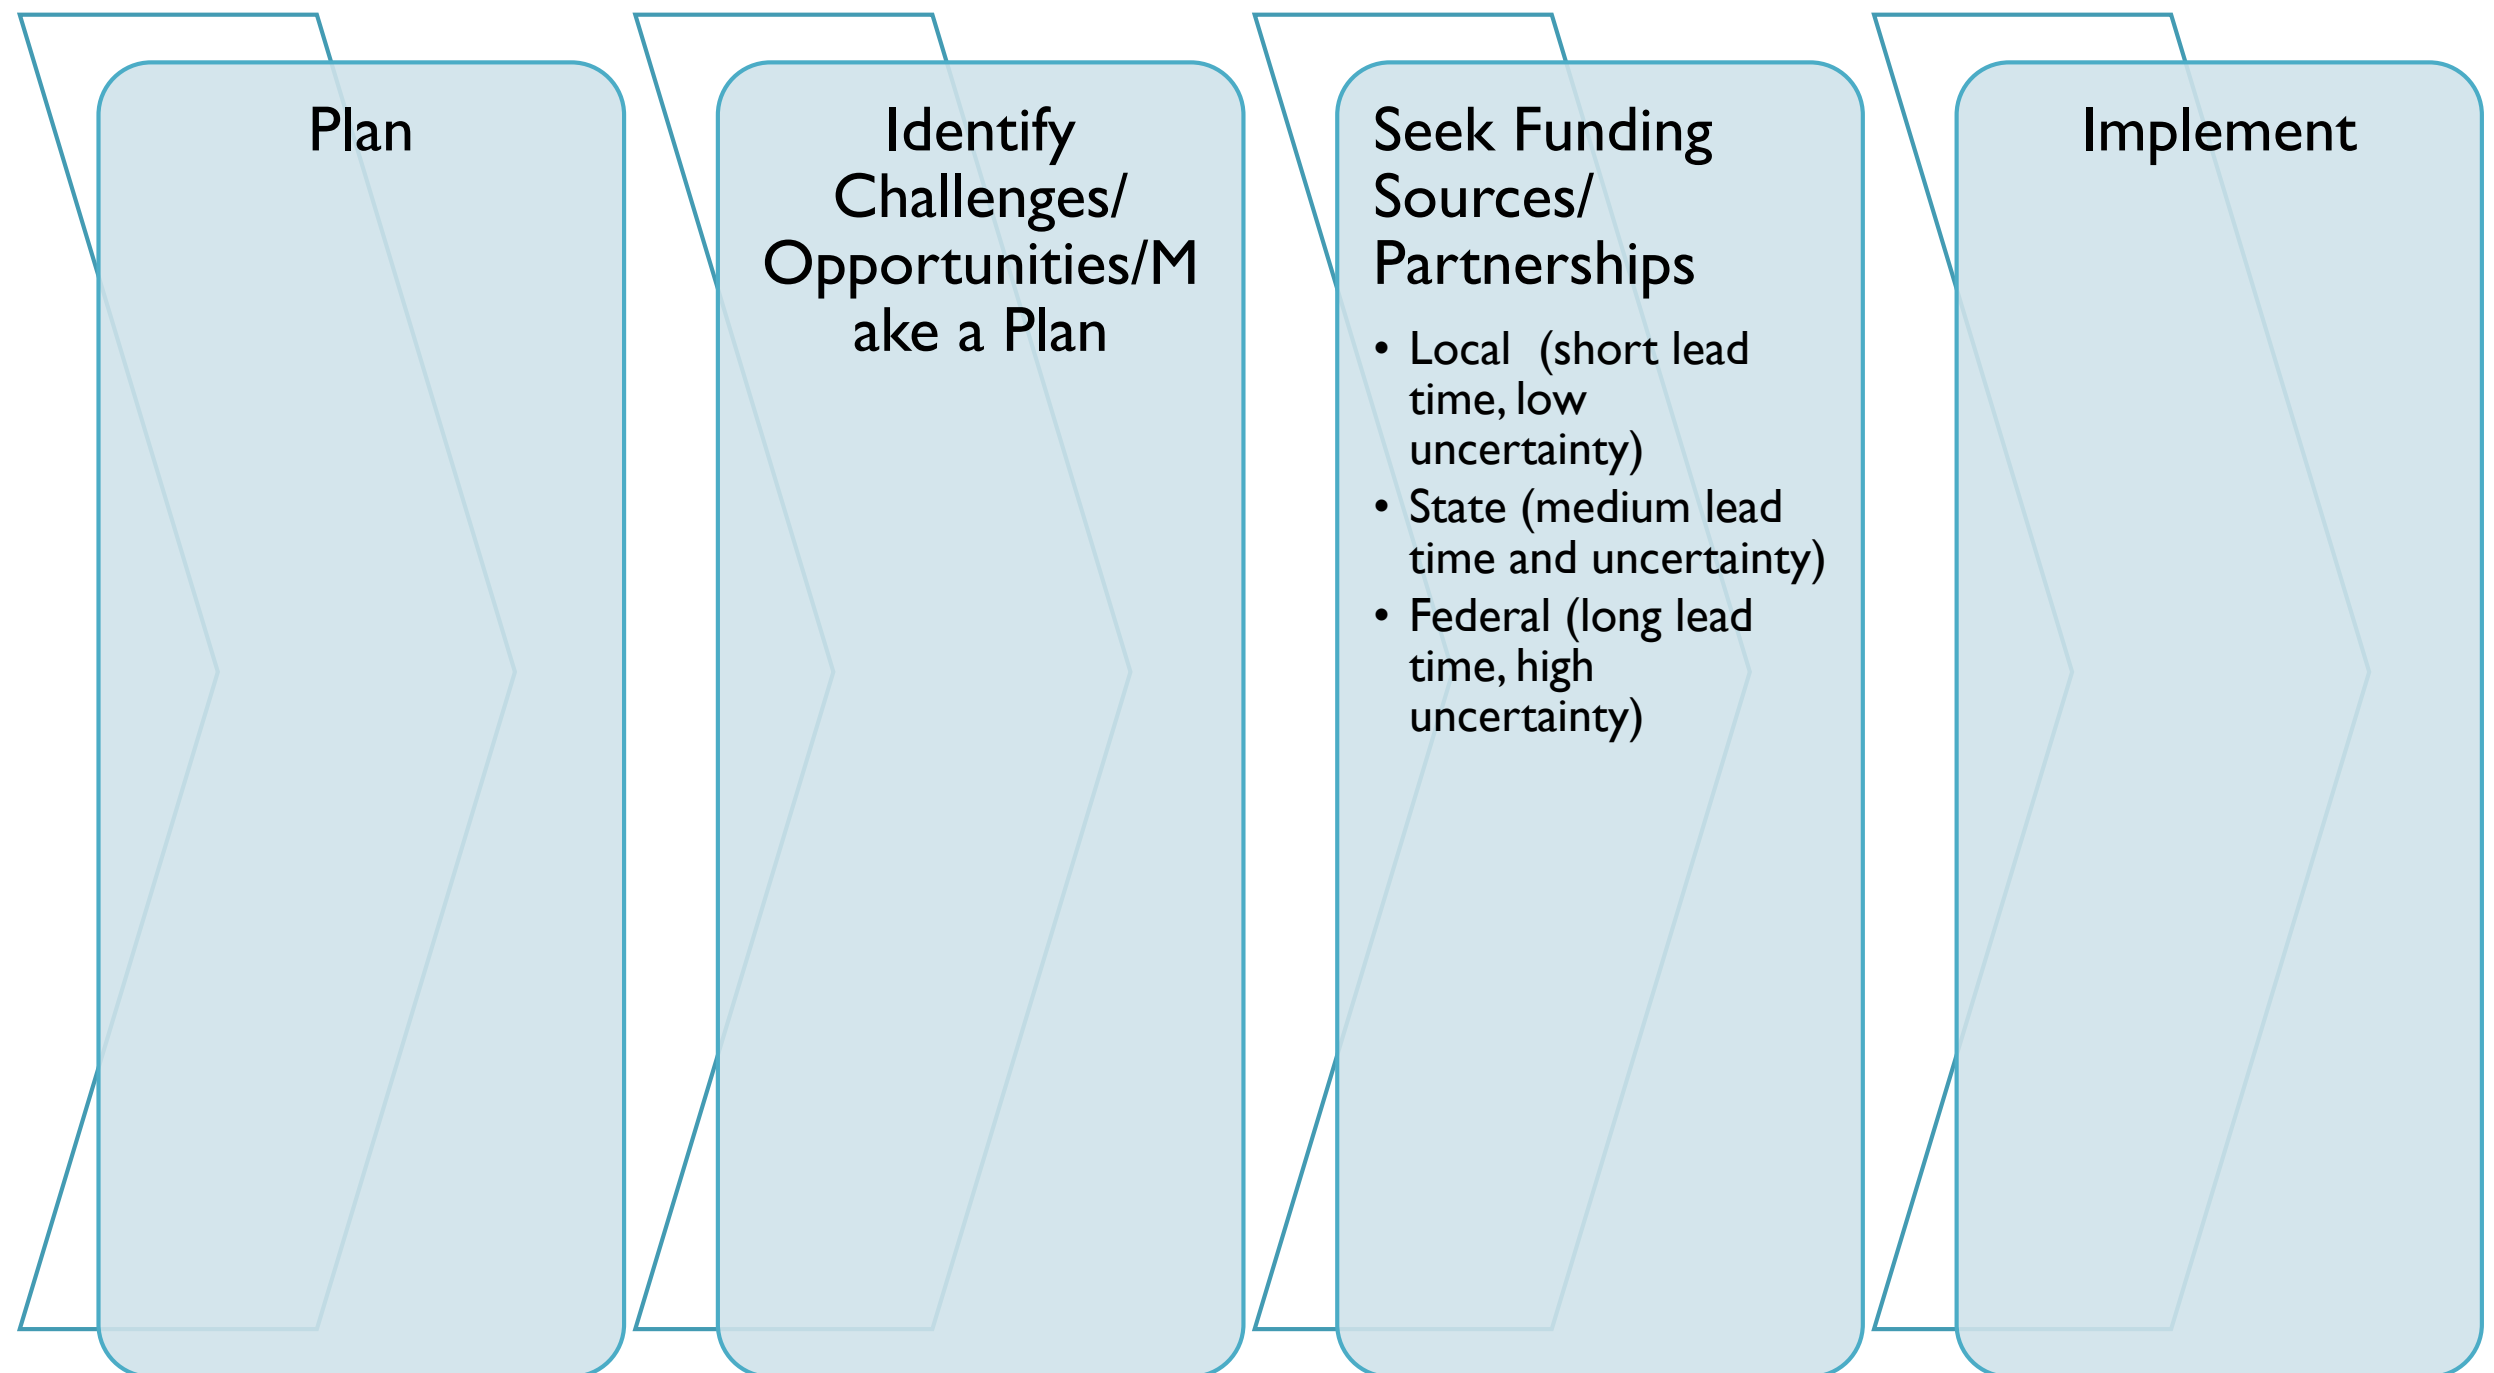 Plan
Identify
Challenges/
Opportunities/M
ake a Plan
Seek Funding
Sources/
Partnerships
• Local  (short lead
time, low
uncertainty)
• State (medium lead
time and uncertainty)
• Federal (long lead
time, high
uncertainty)
Implement